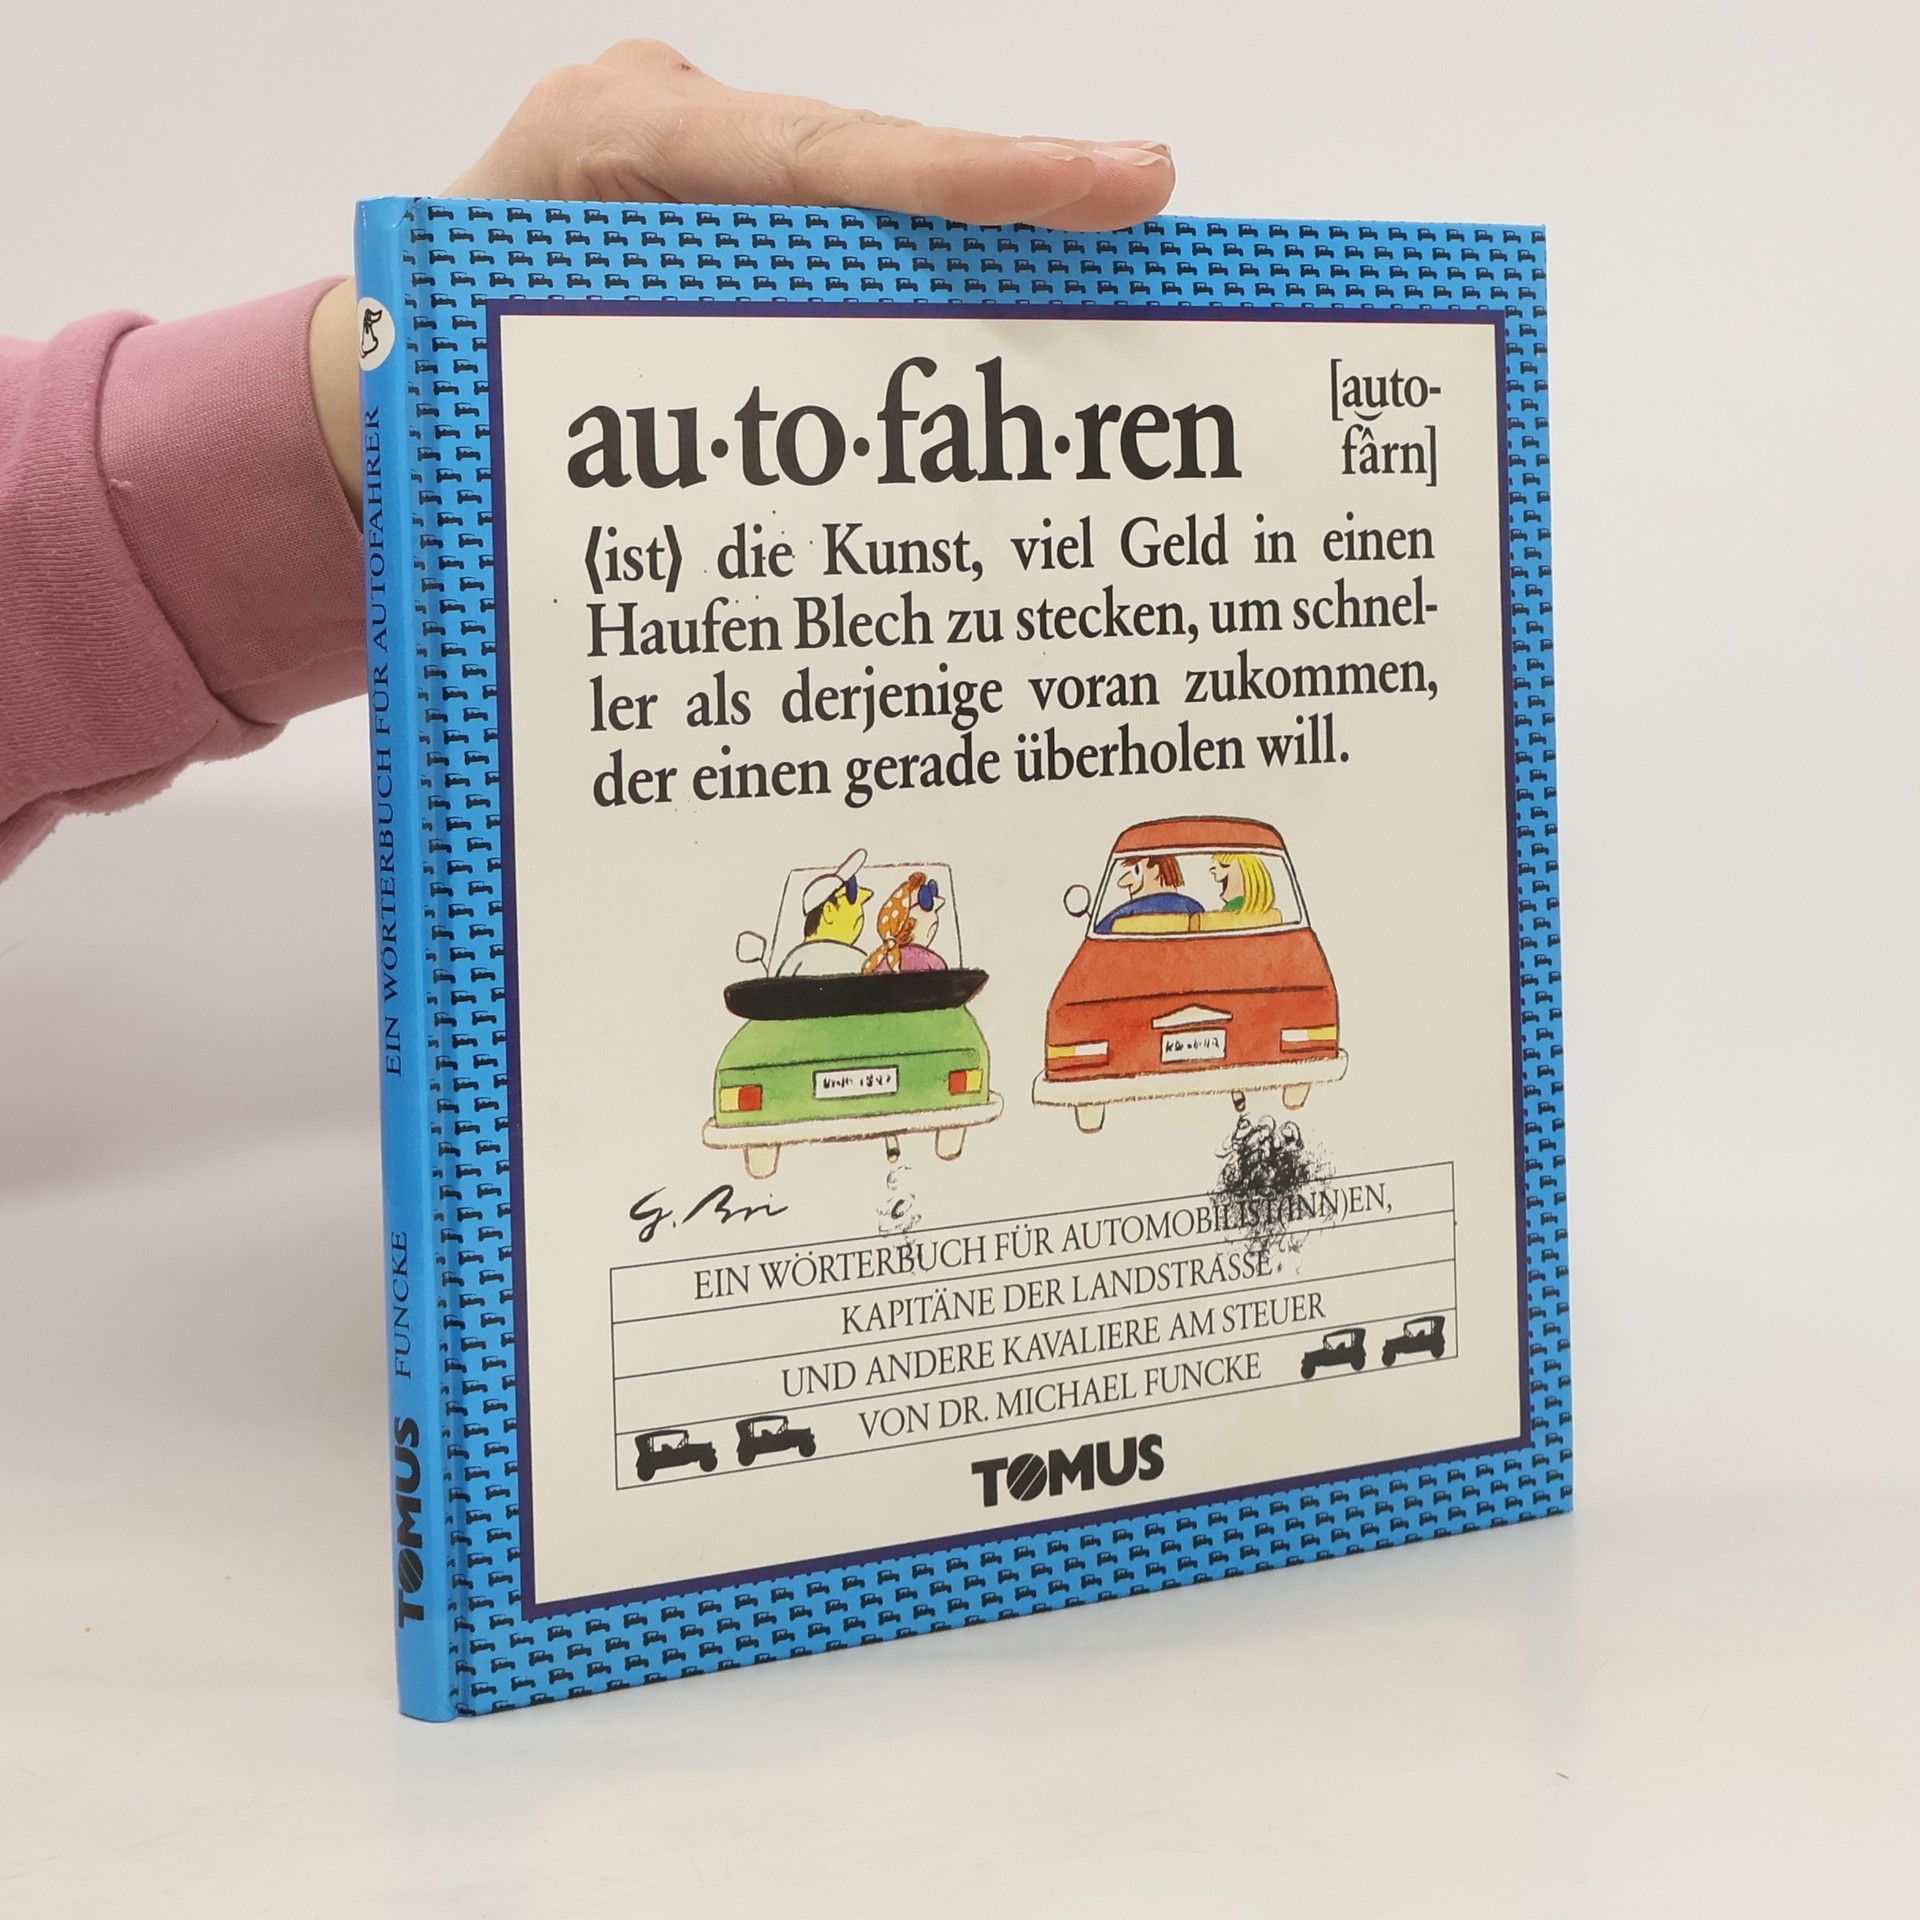 au·to·fah·ren
[auto-
fârn]
⟨ist⟩ die Kunst, viel Geld in einen
Haufen Blech zu stecken, um schnel-
ler als derjenige voran zukommen,
der einen gerade überholen will.
EIN WÖRTERBUCH FÜR AUTOMOBILIST(INN)EN,
KAPITÄNE DER LANDSTRASSE
UND ANDERE KAVALIERE AM STEUER
VON DR. MICHAEL FUNCKE
TOMUS
TOMUS FUNCKE EIN WÖRTERBUCH FÜR AUTOFAHRER